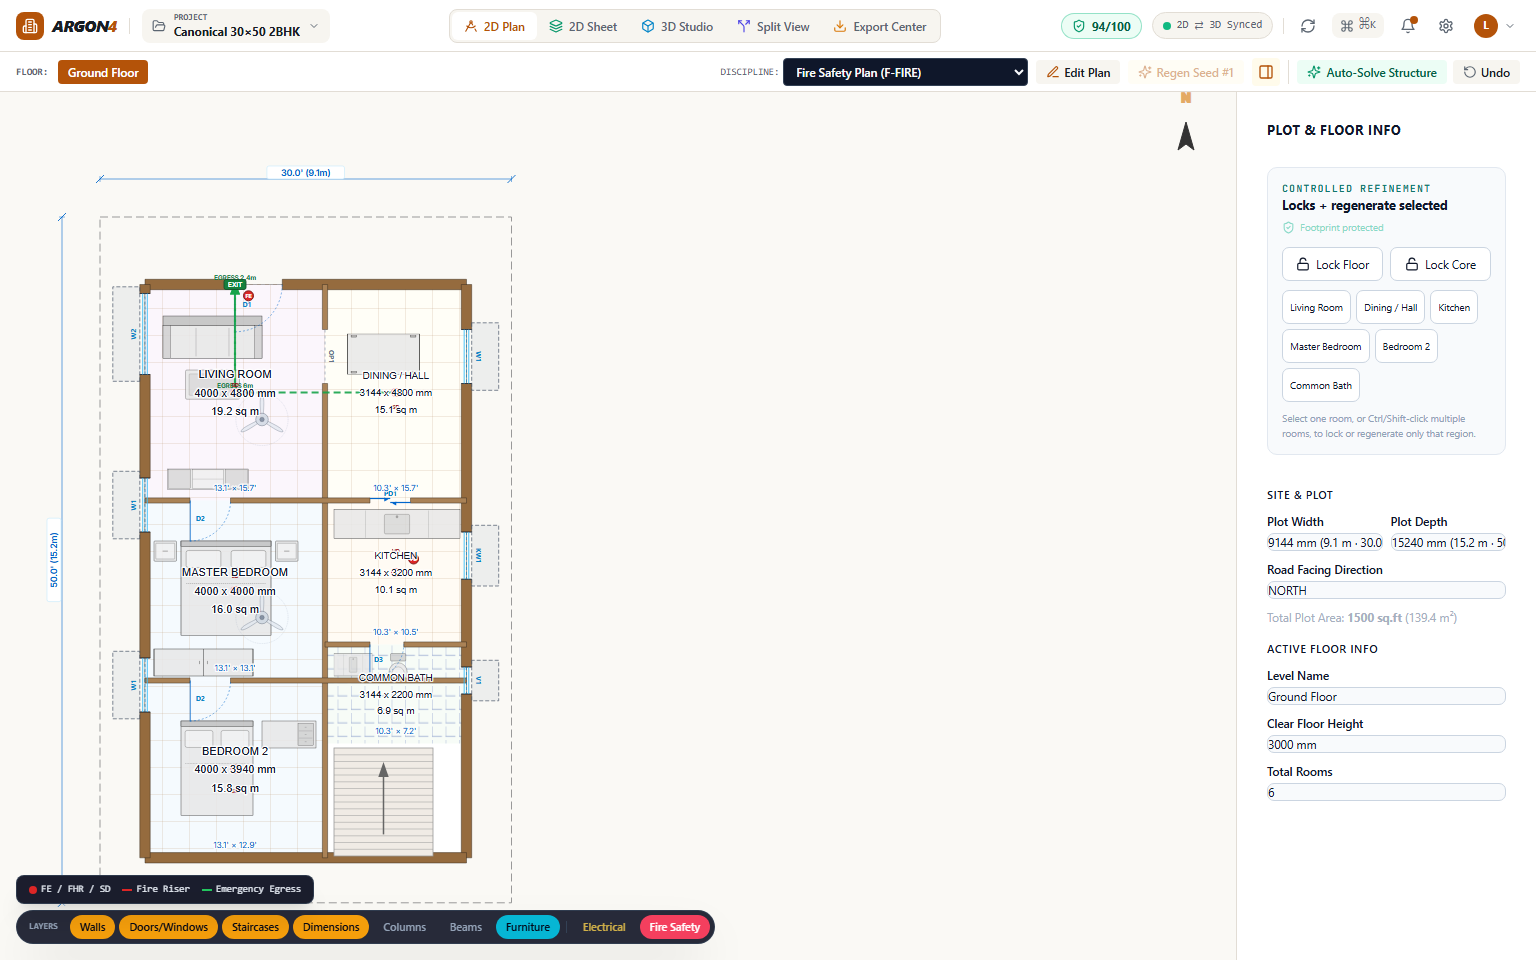 ARGON4
PROJECT
Canonical 30×50 2BHK
2D Plan
2D Sheet
3D Studio
Split View
Export Center
94/100
2D ⇄ 3D Synced
⌘ ⌘K
L
FLOOR:
Ground Floor
DISCIPLINE:
Fire Safety Plan (F-FIRE)
Edit Plan
Regen Seed #1
Auto-Solve Structure
Undo
N
30.0' (9.1m)
50.0' (15.2m)
EGRESS 2.4m
EXIT
FE
D1
W2
OP1
W1
LIVING ROOM
EGRESS 6m
4000 x 4800 mm
19.2 sq m
13.1' × 15.7'
DINING / HALL
3144 x 4800 mm
15.1 sq m
10.3' × 15.7'
PD1
W1
D2
MASTER BEDROOM
4000 x 4000 mm
16.0 sq m
13.1' × 13.1'
KITCHEN
3144 x 3200 mm
10.1 sq m
10.3' × 10.5'
KW1
W1
D2
D3
COMMON BATH
3144 x 2200 mm
6.9 sq m
10.3' × 7.2'
V1
BEDROOM 2
4000 x 3940 mm
15.8 sq m
13.1' × 12.9'
FE / FHR / SD
Fire Riser
Emergency Egress
LAYERS
Walls
Doors/Windows
Staircases
Dimensions
Columns
Beams
Furniture
Electrical
Fire Safety
PLOT & FLOOR INFO
CONTROLLED REFINEMENT
Locks + regenerate selected
Footprint protected
Lock Floor
Lock Core
Living Room
Dining / Hall
Kitchen
Master Bedroom
Bedroom 2
Common Bath
Select one room, or Ctrl/Shift-click multiple
rooms, to lock or regenerate only that region.
SITE & PLOT
Plot Width
Plot Depth
9144 mm (9.1 m · 30.0
15240 mm (15.2 m · 50
Road Facing Direction
NORTH
Total Plot Area: 1500 sq.ft (139.4 m²)
ACTIVE FLOOR INFO
Level Name
Ground Floor
Clear Floor Height
3000 mm
Total Rooms
6